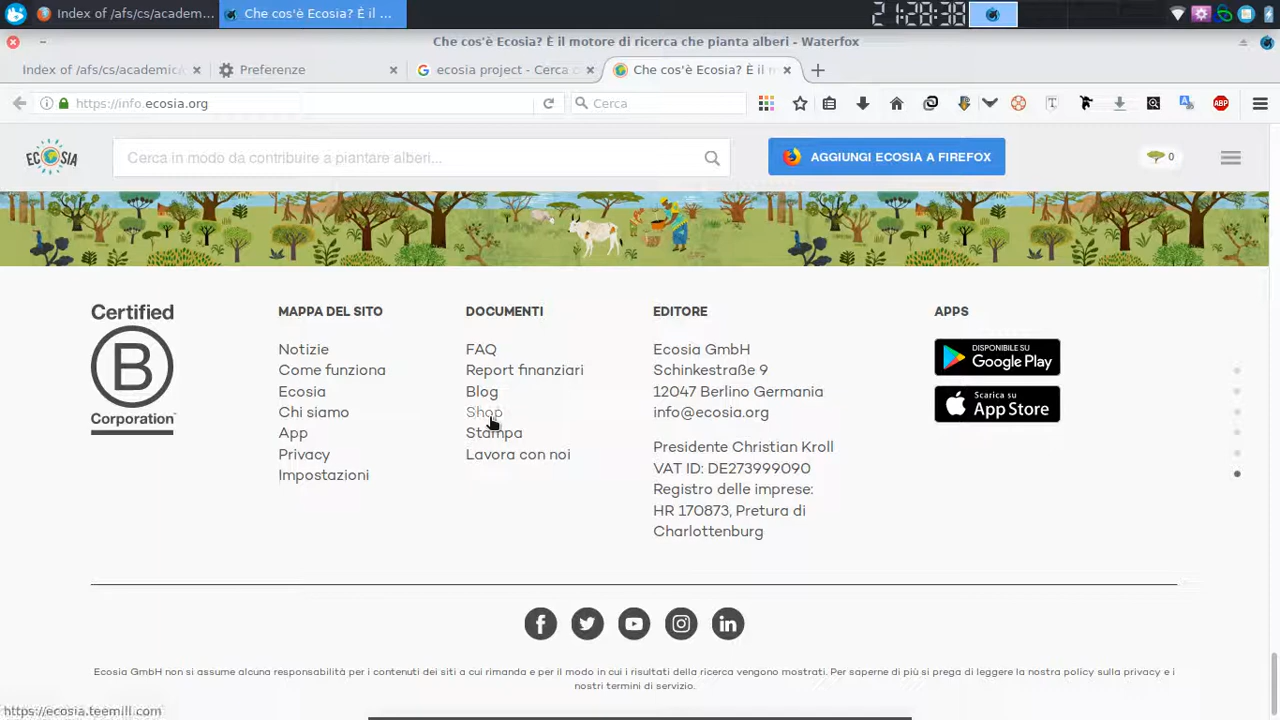 Index of /afs/cs/academ...
Che cos'è Ecosia? È il ...
21:28:38
Che cos'è Ecosia? È il motore di ricerca che pianta alberi - Waterfox
Index of /afs/cs/academic/
Preferenze
ecosia project - Cerca c
Che cos'è Ecosia? È il m
https://info.ecosia.org
Cerca
T
ABP
ECOSIA
Cerca in modo da contribuire a piantare alberi...
AGGIUNGI ECOSIA A FIREFOX
0
Certified
B
Corporation
MAPPA DEL SITO
Notizie
Come funziona
Ecosia
Chi siamo
App
Privacy
Impostazioni
DOCUMENTI
FAQ
Report finanziari
Blog
Shop
Stampa
Lavora con noi
EDITORE
Ecosia GmbH
Schinkestraße 9
12047 Berlino Germania
info@ecosia.org
Presidente Christian Kroll
VAT ID: DE273999090
Registro delle imprese:
HR 170873, Pretura di
Charlottenburg
APPS
DISPONIBILE SU
Google Play
Scarica su
App Store
Ecosia GmbH non si assume alcuna responsabilità per i contenuti dei siti a cui rimanda e per il modo in cui i risultati della ricerca vengono mostrati. Per saperne di più si prega di leggere la nostra policy sulla privacy e i
nostri termini di servizio.
https://ecosia.teemill.com